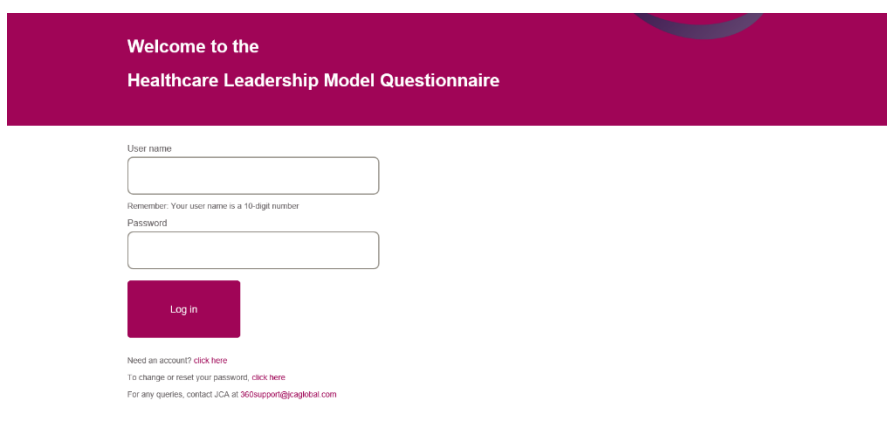 Welcome to the
Healthcare Leadership Model Questionnaire
User name
Remember: Your user name is a 10-digit number
Password
Log in
Need an account? click here
To change or reset your password, click here
For any queries, contact JCA at 360support@jcaglobal.com